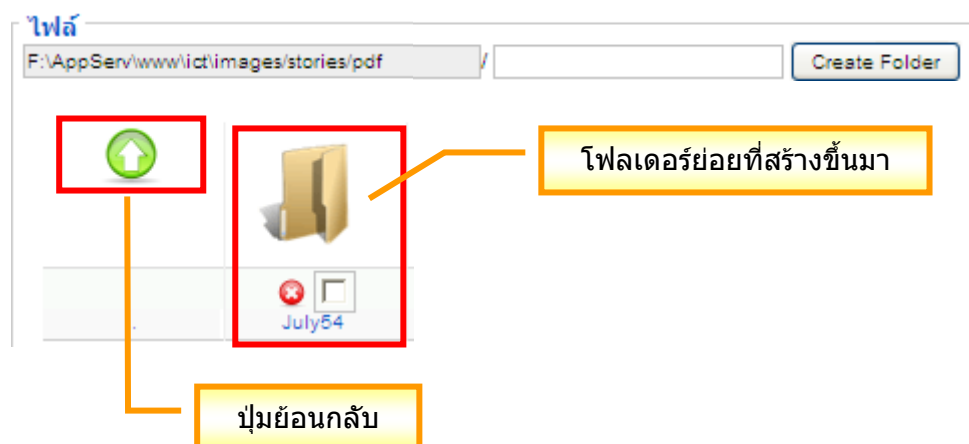 ไฟล์
F:\AppServ\www\ict\images/stories/pdf / Create Folder
โฟลเดอร์ย่อยที่สร้างขึ้นมา
. July54
ปุ่มย้อนกลับ